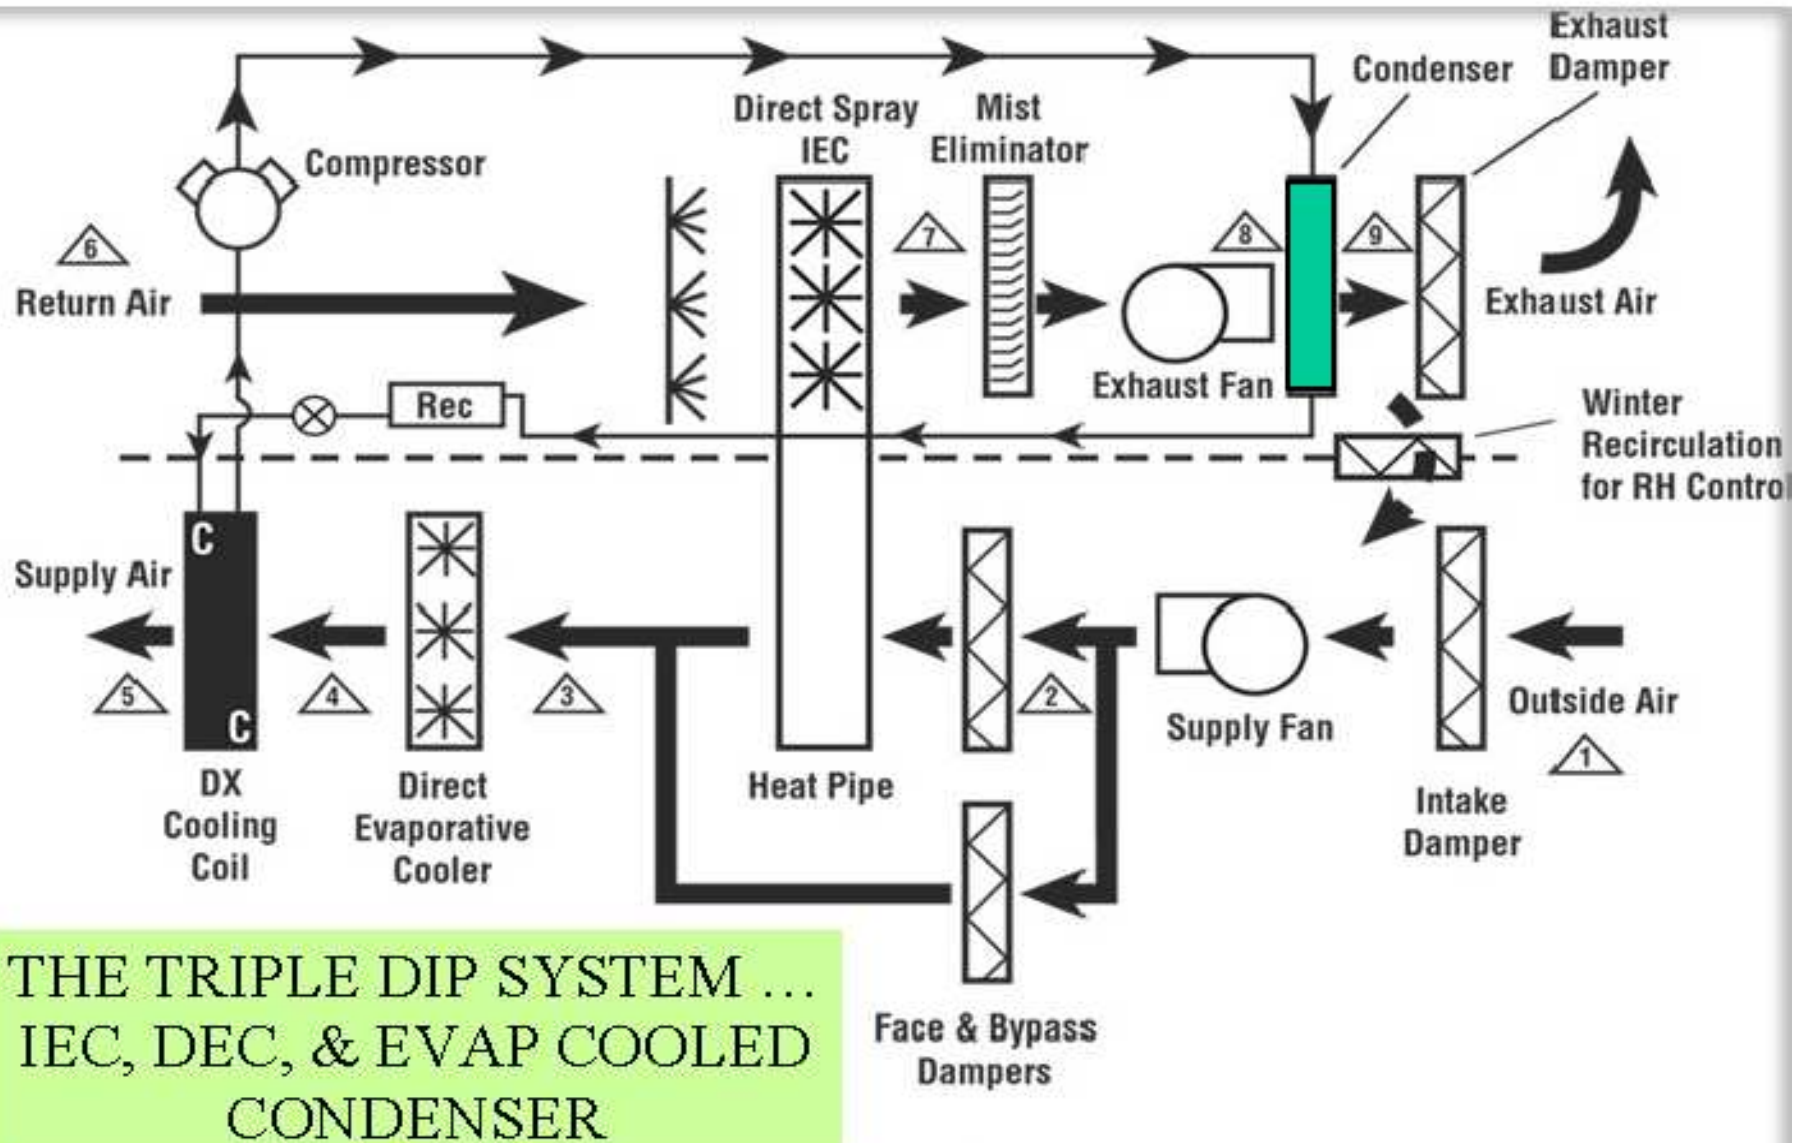 Exhaust
Damper
Condenser
Direct Spray
IEC
Mist
Eliminator
Compressor
6
7
8
9
Return Air
Exhaust Air
Exhaust Fan
Rec
Winter
Recirculation
for RH Control
C
C
Supply Air
5
4
3
2
Supply Fan
Outside Air
1
DX
Cooling
Coil
Direct
Evaporative
Cooler
Heat Pipe
Intake
Damper
Face & Bypass
Dampers
THE TRIPLE DIP SYSTEM ...
IEC, DEC, & EVAP COOLED
CONDENSER